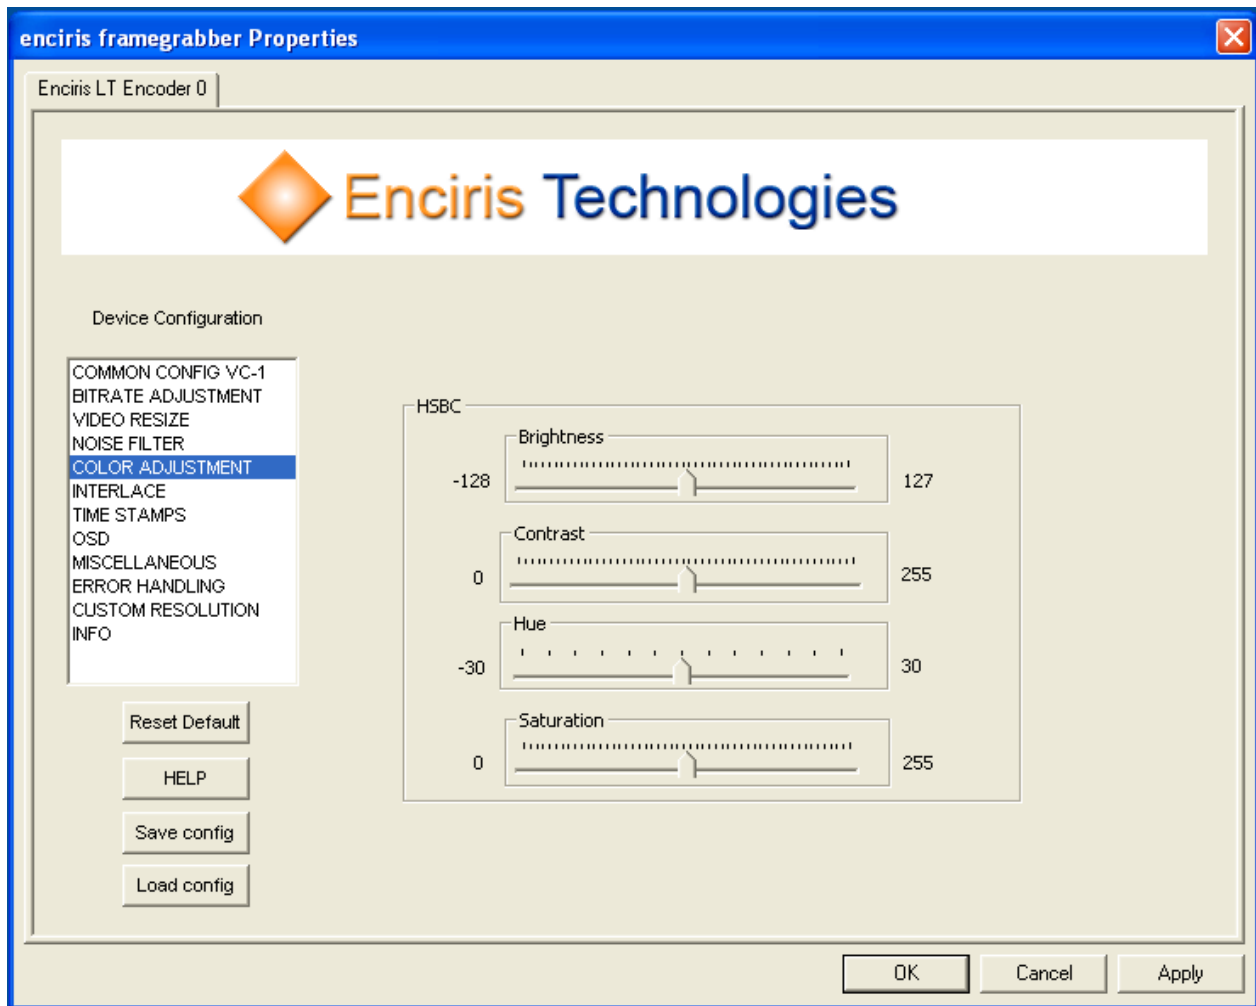 enciris framegrabber Properties
Enciris LT Encoder 0
Enciris Technologies
Device Configuration
COMMON CONFIG VC-1
BITRATE ADJUSTMENT
VIDEO RESIZE
NOISE FILTER
COLOR ADJUSTMENT
INTERLACE
TIME STAMPS
OSD
MISCELLANEOUS
ERROR HANDLING
CUSTOM RESOLUTION
INFO
Reset Default
HELP
Save config
Load config
HSBC
Brightness
-128 127
Contrast
0 255
Hue
-30 30
Saturation
0 255
OK Cancel Apply